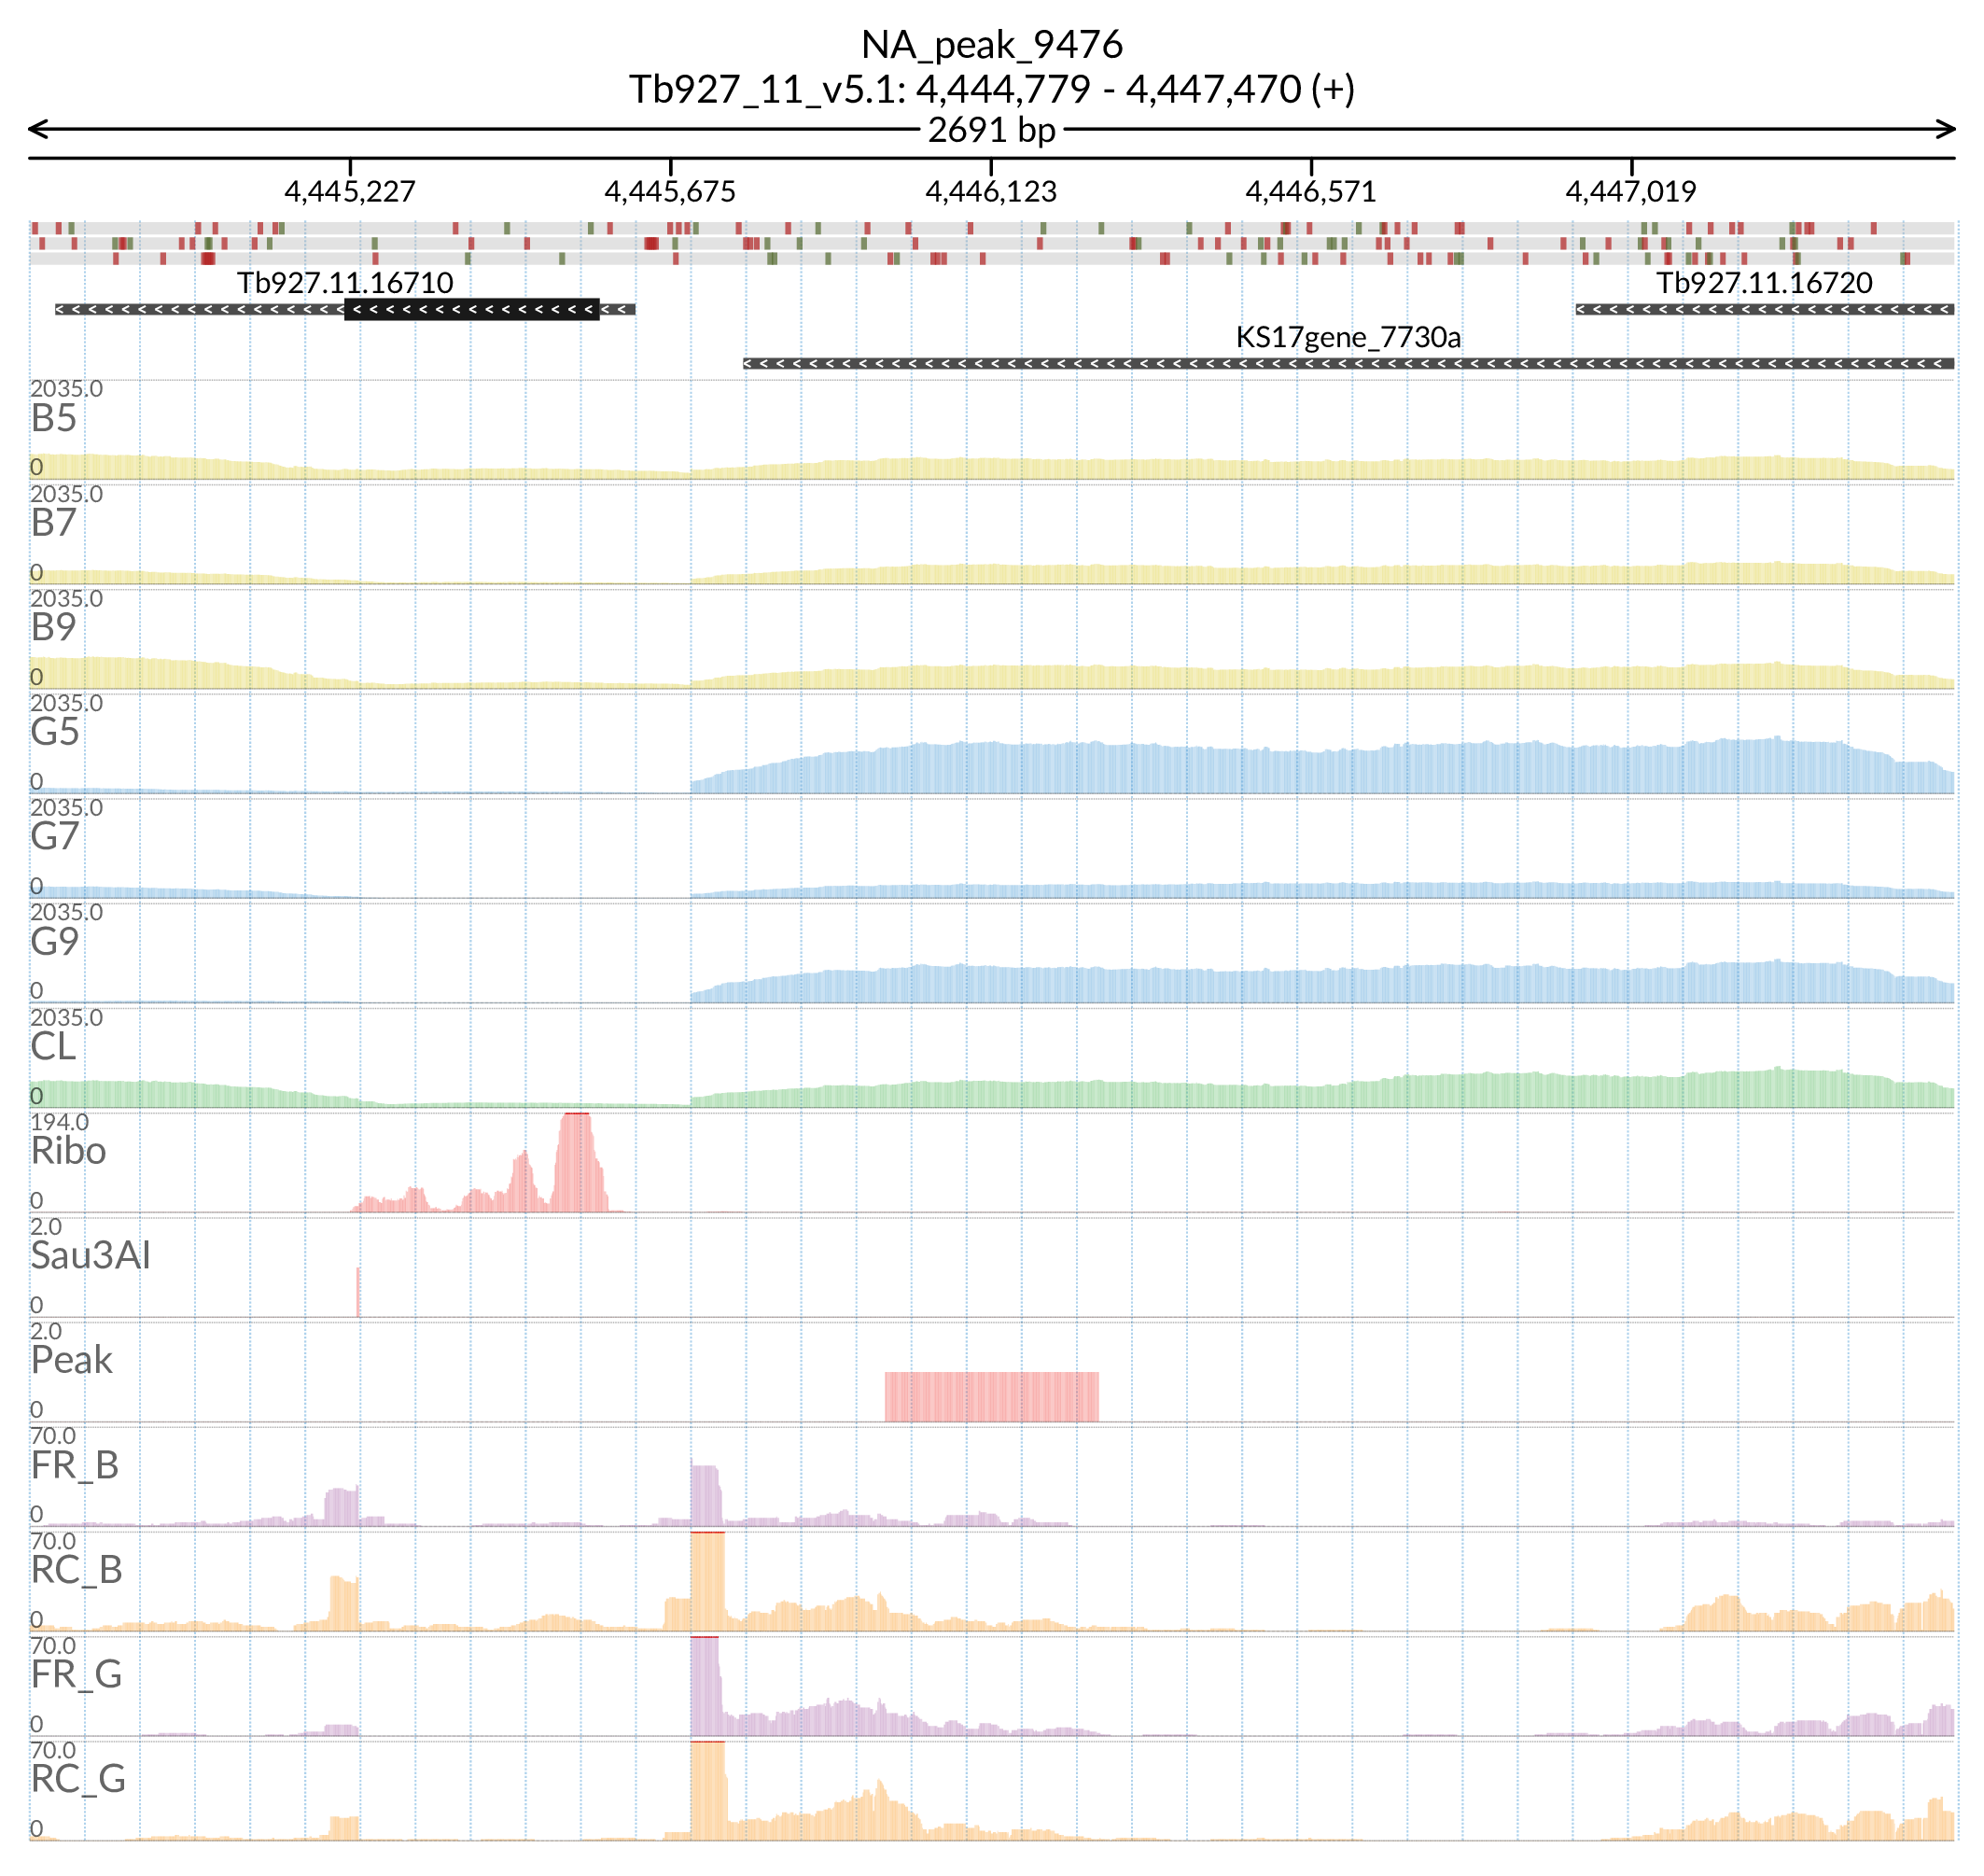 NA_peak_9476
Tb927_11_v5.1: 4,444,779 - 4,447,470 (+)
2691 bp
4,445,227 4,445,675 4,446,123 4,446,571 4,447,019
Tb927.11.16710 Tb927.11.16720
KS17gene_7730a
2035.0
B5
0
2035.0
B7
0
2035.0
B9
0
2035.0
G5
0
2035.0
G7
0
2035.0
G9
0
2035.0
CL
0
194.0
Ribo
0
2.0
Sau3AI
0
2.0
Peak
0
70.0
FR_B
0
70.0
RC_B
0
70.0
FR_G
0
70.0
RC_G
0